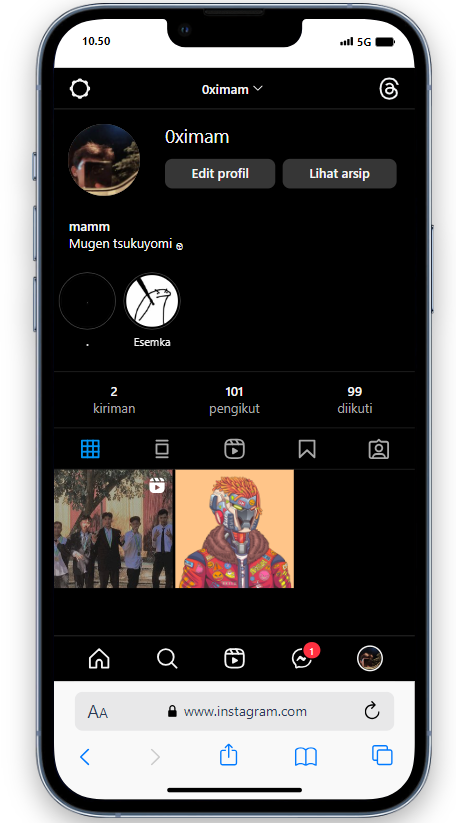 10.50
5G
0ximam
0ximam
Edit profil
Lihat arsip
mamm
Mugen tsukuyomi
.
Esemka
2
kiriman
101
pengikut
99
diikuti
1
AA
www.instagram.com